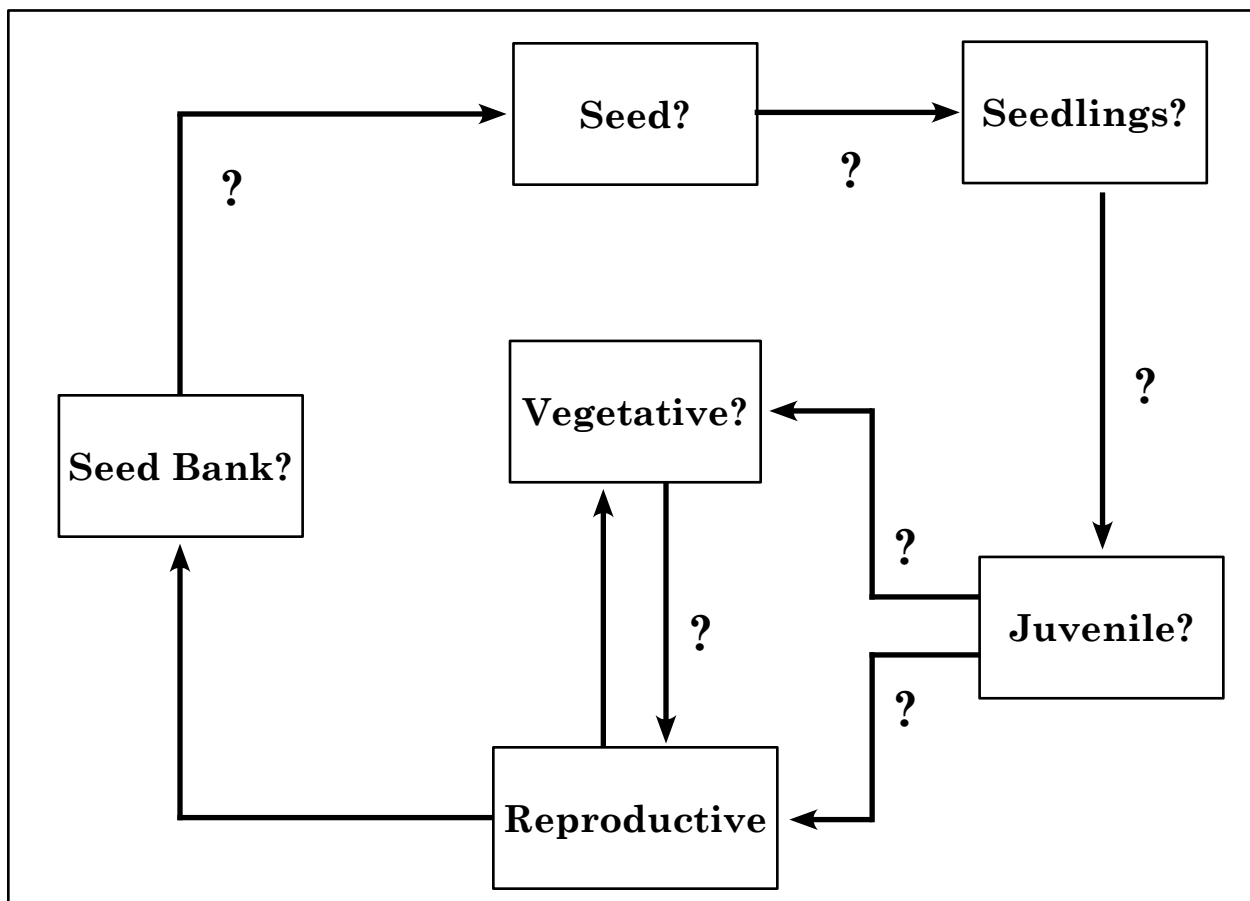 Seed?
Seedlings?
?
?
?
Vegetative?
Seed Bank?
?
Juvenile?
?
?
Reproductive